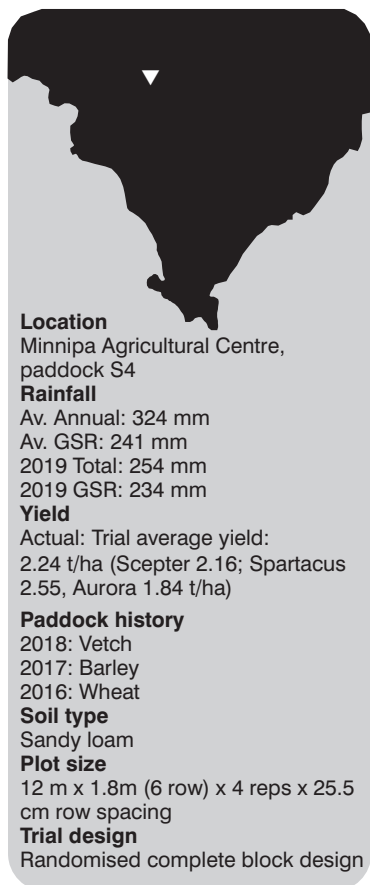 Location
Minnipa Agricultural Centre,
paddock S4
Rainfall
Av. Annual: 324 mm
Av. GSR: 241 mm
2019 Total: 254 mm
2019 GSR: 234 mm
Yield
Actual: Trial average yield:
2.24 t/ha (Scepter 2.16; Spartacus
2.55, Aurora 1.84 t/ha)
Paddock history
2018: Vetch
2017: Barley
2016: Wheat
Soil type
Sandy loam
Plot size
12 m x 1.8m (6 row) x 4 reps x 25.5
cm row spacing
Trial design
Randomised complete block design